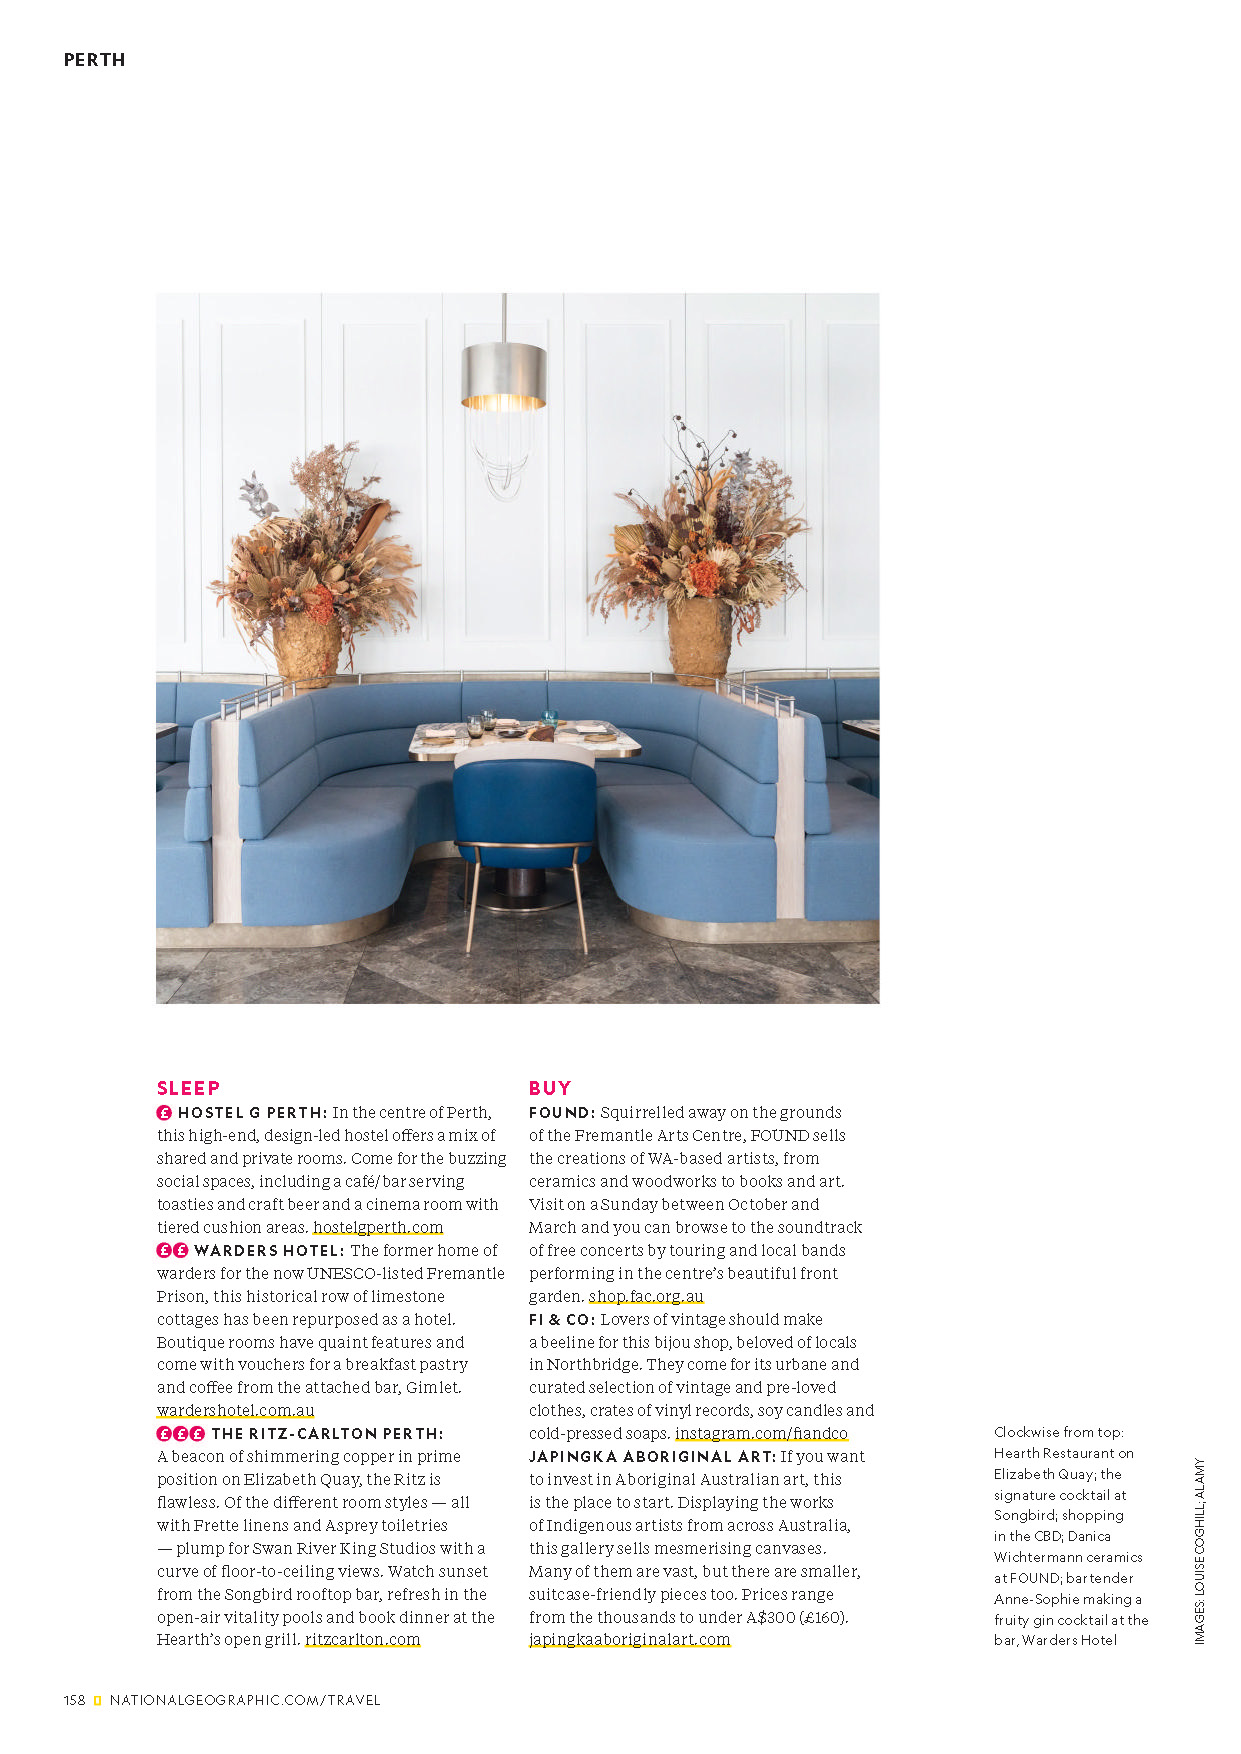 PERTH
SLEEP
£ HOSTEL G PERTH: In the centre of Perth,
this high-end, design-led hostel offers a mix of
shared and private rooms. Come for the buzzing
social spaces, including a café/bar serving
toasties and craft beer and a cinema room with
tiered cushion areas. hostelgperth.com
££ WARDERS HOTEL: The former home of
warders for the now UNESCO-listed Fremantle
Prison, this historical row of limestone
cottages has been repurposed as a hotel.
Boutique rooms have quaint features and
come with vouchers for a breakfast pastry
and coffee from the attached bar, Gimlet.
wardershotel.com.au
£££ THE RITZ-CARLTON PERTH:
A beacon of shimmering copper in prime
position on Elizabeth Quay, the Ritz is
flawless. Of the different room styles — all
with Frette linens and Asprey toiletries
— plump for Swan River King Studios with a
curve of floor-to-ceiling views. Watch sunset
from the Songbird rooftop bar, refresh in the
open-air vitality pools and book dinner at the
Hearth's open grill. ritzcarlton.com
BUY
FOUND: Squirrelled away on the grounds
of the Fremantle Arts Centre, FOUND sells
the creations of WA-based artists, from
ceramics and woodworks to books and art.
Visit on a Sunday between October and
March and you can browse to the soundtrack
of free concerts by touring and local bands
performing in the centre's beautiful front
garden. shop.fac.org.au
FI & CO: Lovers of vintage should make
a beeline for this bijou shop, beloved of locals
in Northbridge. They come for its urbane and
curated selection of vintage and pre-loved
clothes, crates of vinyl records, soy candles and
cold-pressed soaps. instagram.com/fiandco
JAPINGKA ABORIGINAL ART: If you want
to invest in Aboriginal Australian art, this
is the place to start. Displaying the works
of Indigenous artists from across Australia,
this gallery sells mesmerising canvases.
Many of them are vast, but there are smaller,
suitcase-friendly pieces too. Prices range
from the thousands to under A$300 (£160).
japingkaaboriginalart.com
Clockwise from top:
Hearth Restaurant on
Elizabeth Quay; the
signature cocktail at
Songbird; shopping
in the CBD; Danica
Wichtermann ceramics
at FOUND; bartender
Anne-Sophie making a
fruity gin cocktail at the
bar, Warders Hotel
IMAGES: LOUISE COGHILL; ALAMY
158 NATIONALGEOGRAPHIC.COM/TRAVEL